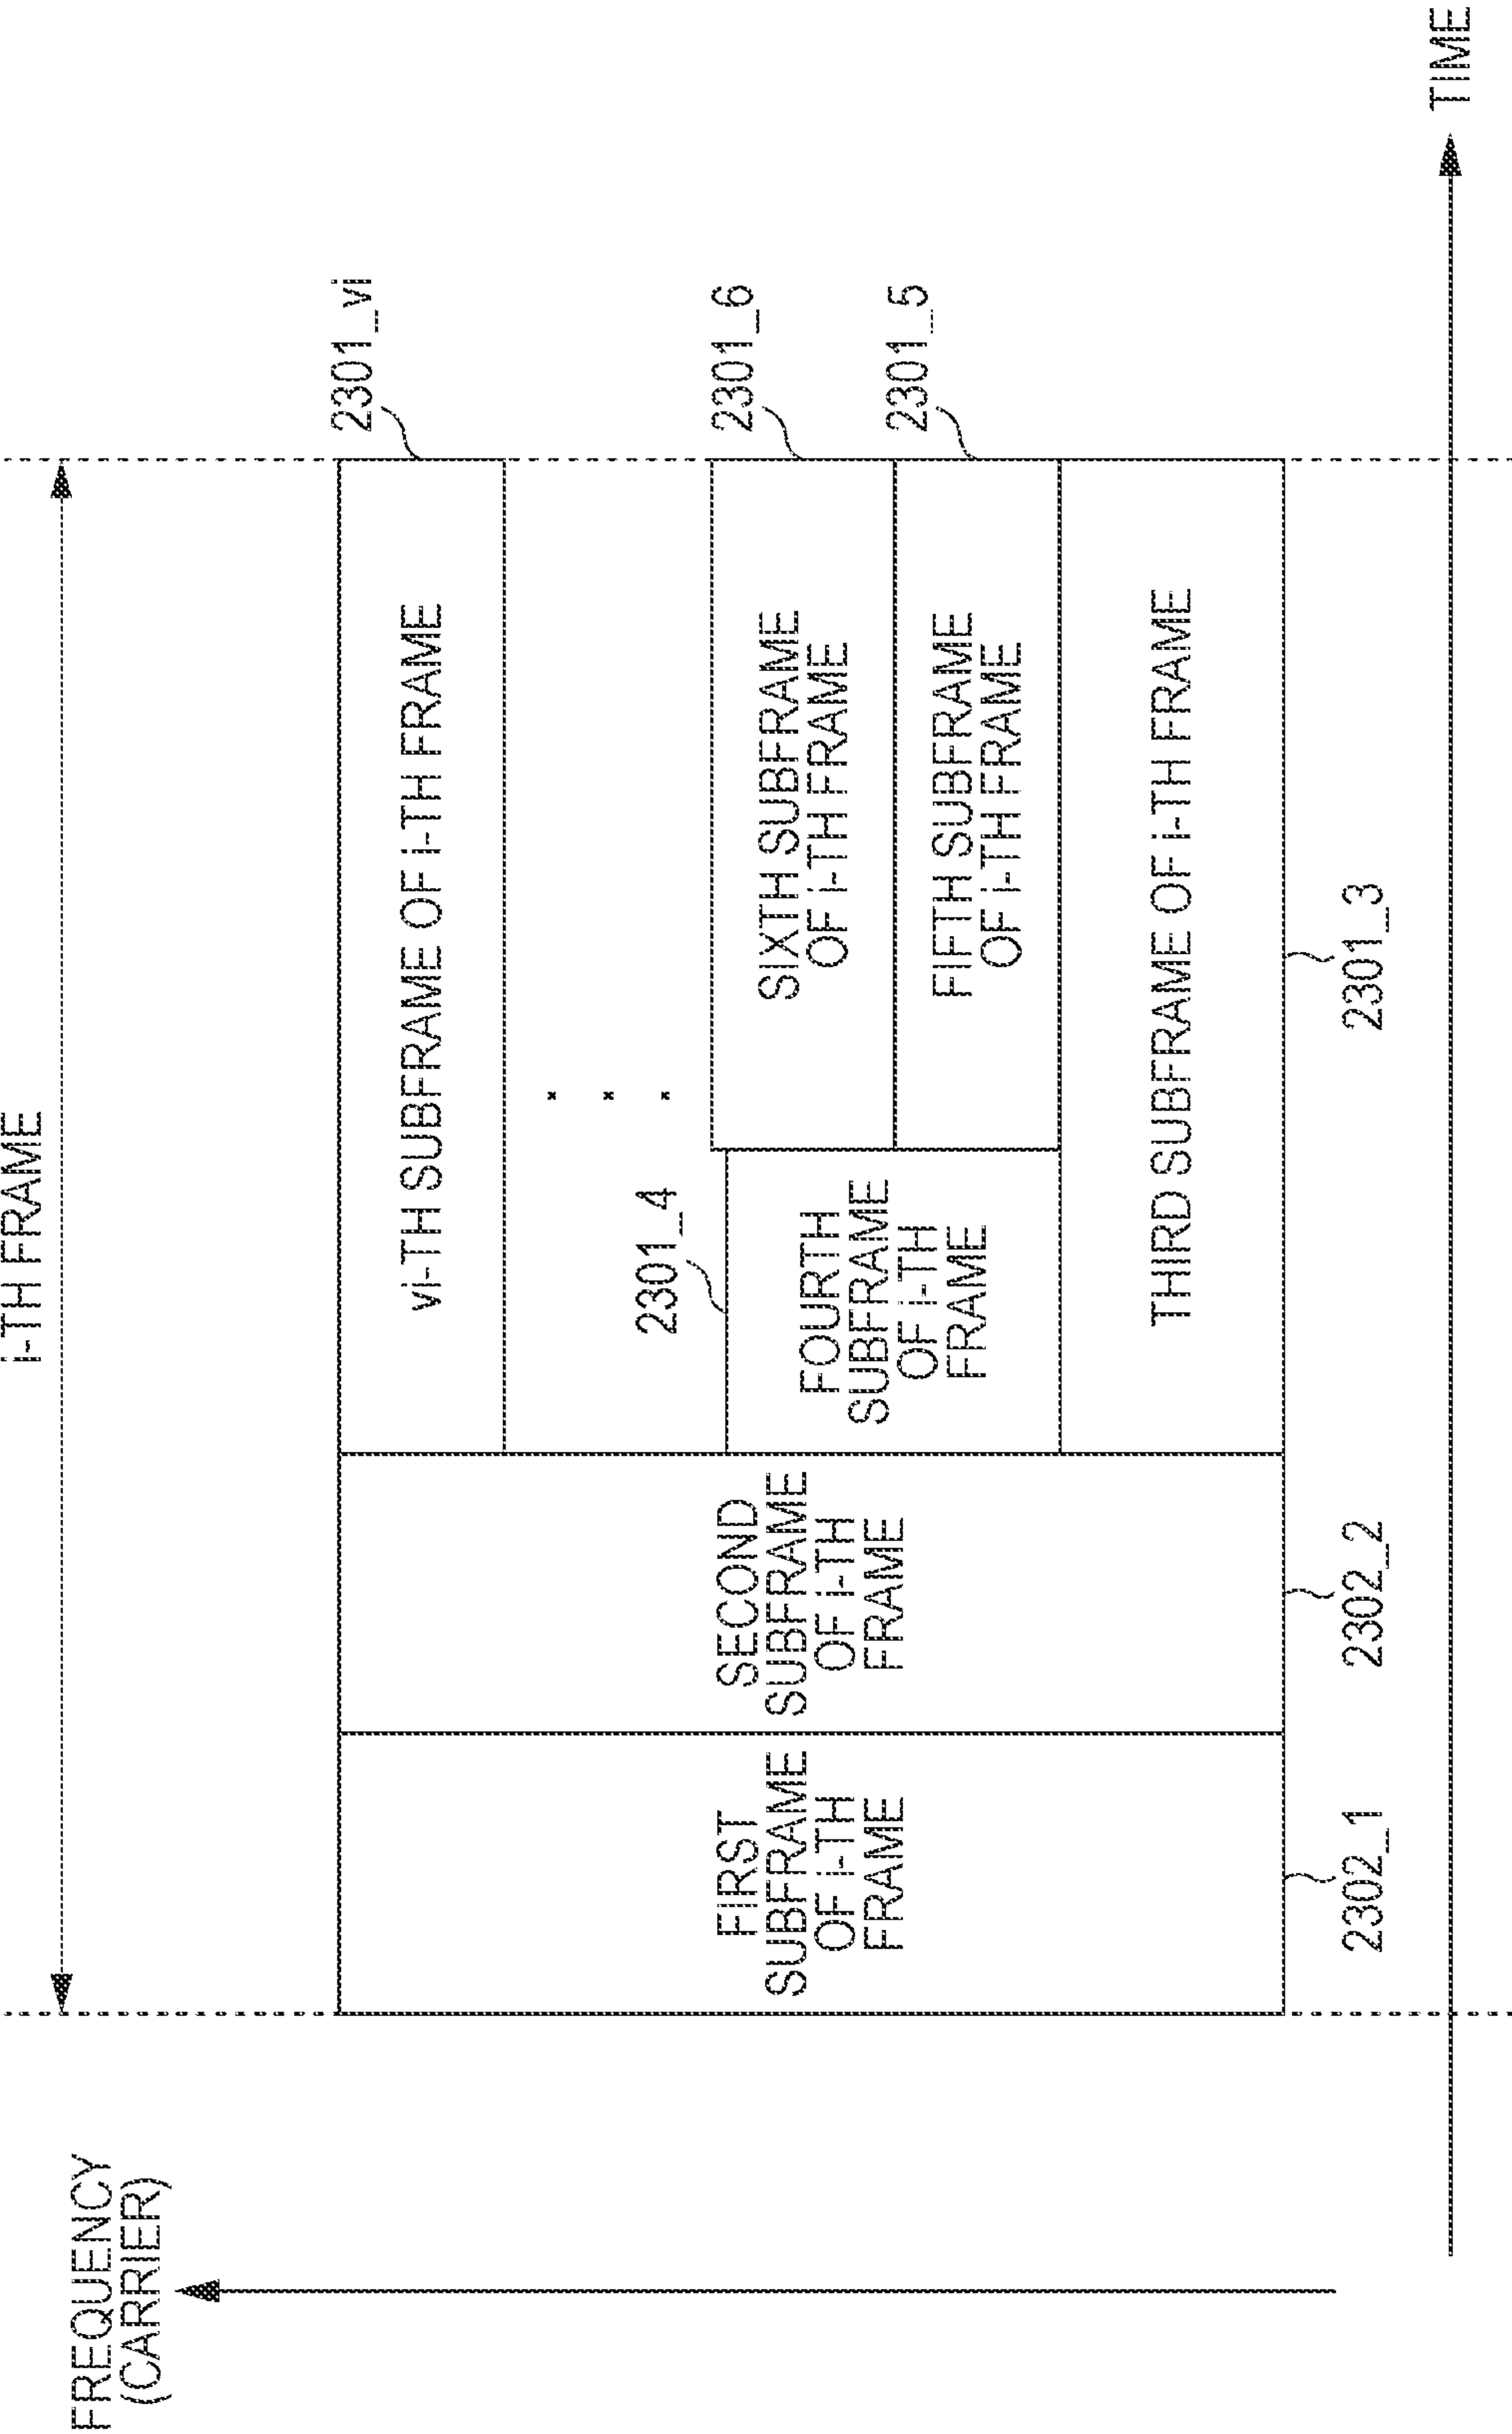 i-TH FRAME
FREQUENCY
(CARRIER)
2301_vi
vi-TH SUBFRAME OF i-TH FRAME
2301_4
2301_6
2301_5
FIRST
SUBFRAME
OF i-TH
FRAME
SECOND
SUBFRAME
OF i-TH
FRAME
FOURTH
SUBFRAME
OF i-TH
FRAME
SIXTH SUBFRAME
OF i-TH FRAME
FIFTH SUBFRAME
OF i-TH FRAME
THIRD SUBFRAME OF i-TH FRAME
2302_1
2302_2
2301_3
TIME